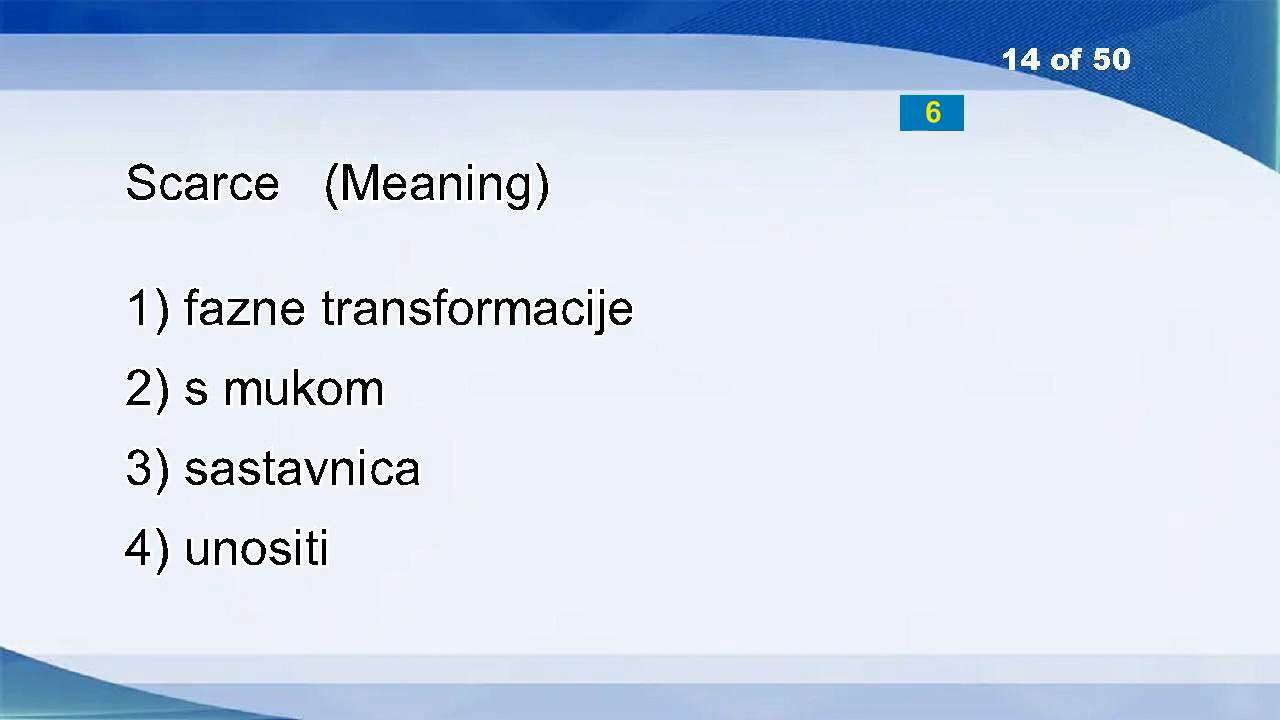 14 of 50
6
Scarce (Meaning)
1) fazne transformacije
2) s mukom
3) sastavnica
4) unositi